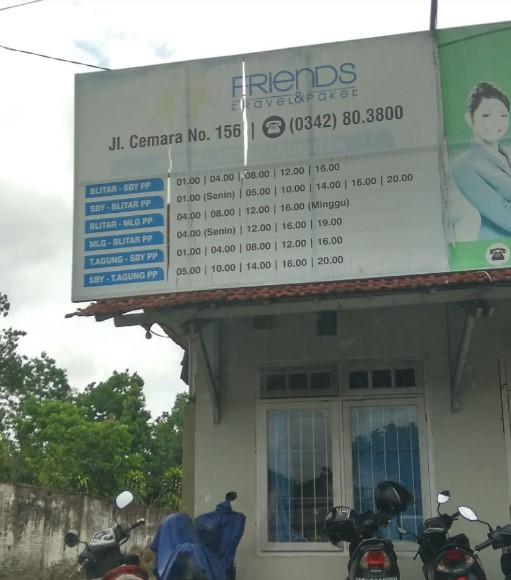 FRiENDS
travel&Paket
Jl. Cemara No. 156 | ☎ (0342) 80.3800
BLITAR - SBY PP 01.00 | 04.00 | 08.00 | 12.00 | 16.00
SBY - BLITAR PP 01.00 (Senin) | 05.00 | 10.00 | 14.00 | 16.00 | 20.00
BLITAR - MLG PP 04.00 | 08.00 | 12.00 | 16.00 (Minggu)
MLG - BLITAR PP 04.00 (Senin) | 12.00 | 16.00 | 19.00
T.AGUNG - SBY PP 01.00 | 04.00 | 08.00 | 12.00 | 16.00
SBY - T.AGUNG PP 05.00 | 10.00 | 14.00 | 16.00 | 20.00